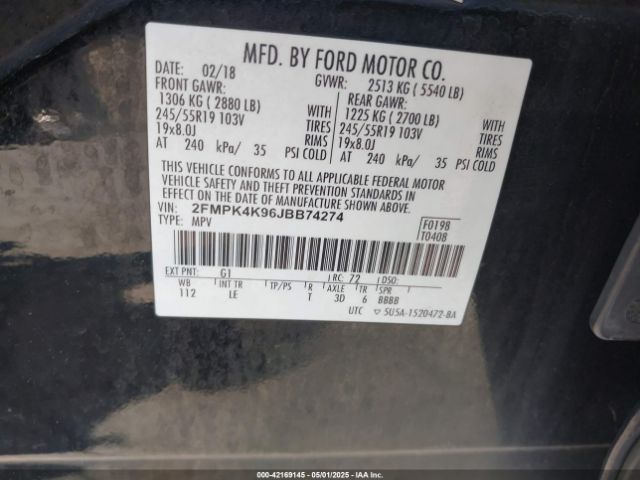 MFD. BY FORD MOTOR CO.
DATE: 02/18 GVWR: 2513 KG ( 5540 LB)
FRONT GAWR: REAR GAWR:
1306 KG ( 2880 LB) WITH 1225 KG ( 2700 LB) WITH
245/55R19 103V TIRES 245/55R19 103V TIRES
19x8.0J RIMS 19x8.0J RIMS
AT 240 kPa/ 35 PSI COLD AT 240 kPa/ 35 PSI COLD
THIS VEHICLE CONFORMS TO ALL APPLICABLE FEDERAL MOTOR
VEHICLE SAFETY AND THEFT PREVENTION STANDARDS IN
EFFECT ON THE DATE OF MANUFACTURE SHOWN ABOVE.
VIN: 2FMPK4K96JBB74274 F0198
TYPE: MPV T0408
EXT PNT: G1 RC: 72 DSO:
WB INT TR TP/PS R AXLE TR SPR
112 LE T 3D 6 BBBB
UTC ▽ 5U5A-1520472-BA
000-42169145 05/01/2025 IAAI.com